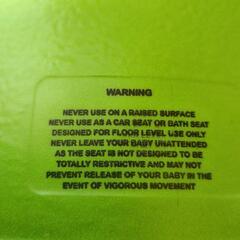 WARNING
NEVER USE ON A RAISED SURFACE
NEVER USE AS A CAR SEAT OR BATH SEAT
DESIGNED FOR FLOOR LEVEL USE ONLY
NEVER LEAVE YOUR BABY UNATTENDED
AS THE SEAT IS NOT DESIGNED TO BE
TOTALLY RESTRICTIVE AND MAY NOT
PREVENT RELEASE OF YOUR BABY IN THE
EVENT OF VIGOROUS MOVEMENT